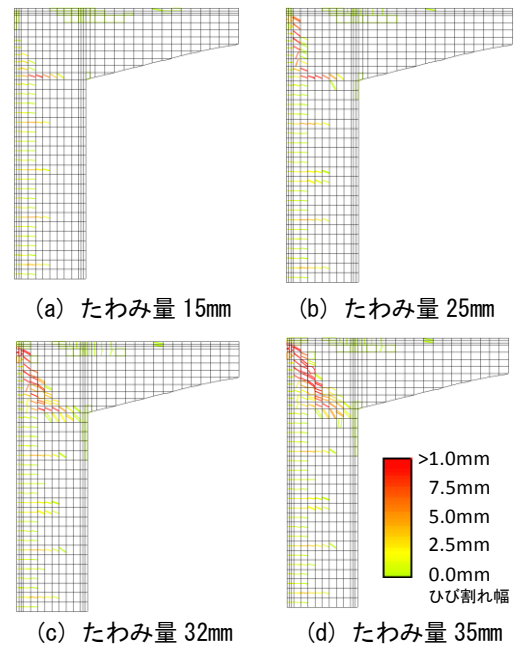 (a) たわみ量 15mm
(b) たわみ量 25mm
>1.0mm
7.5mm
5.0mm
2.5mm
0.0mm
ひび割れ幅
(c) たわみ量 32mm
(d) たわみ量 35mm